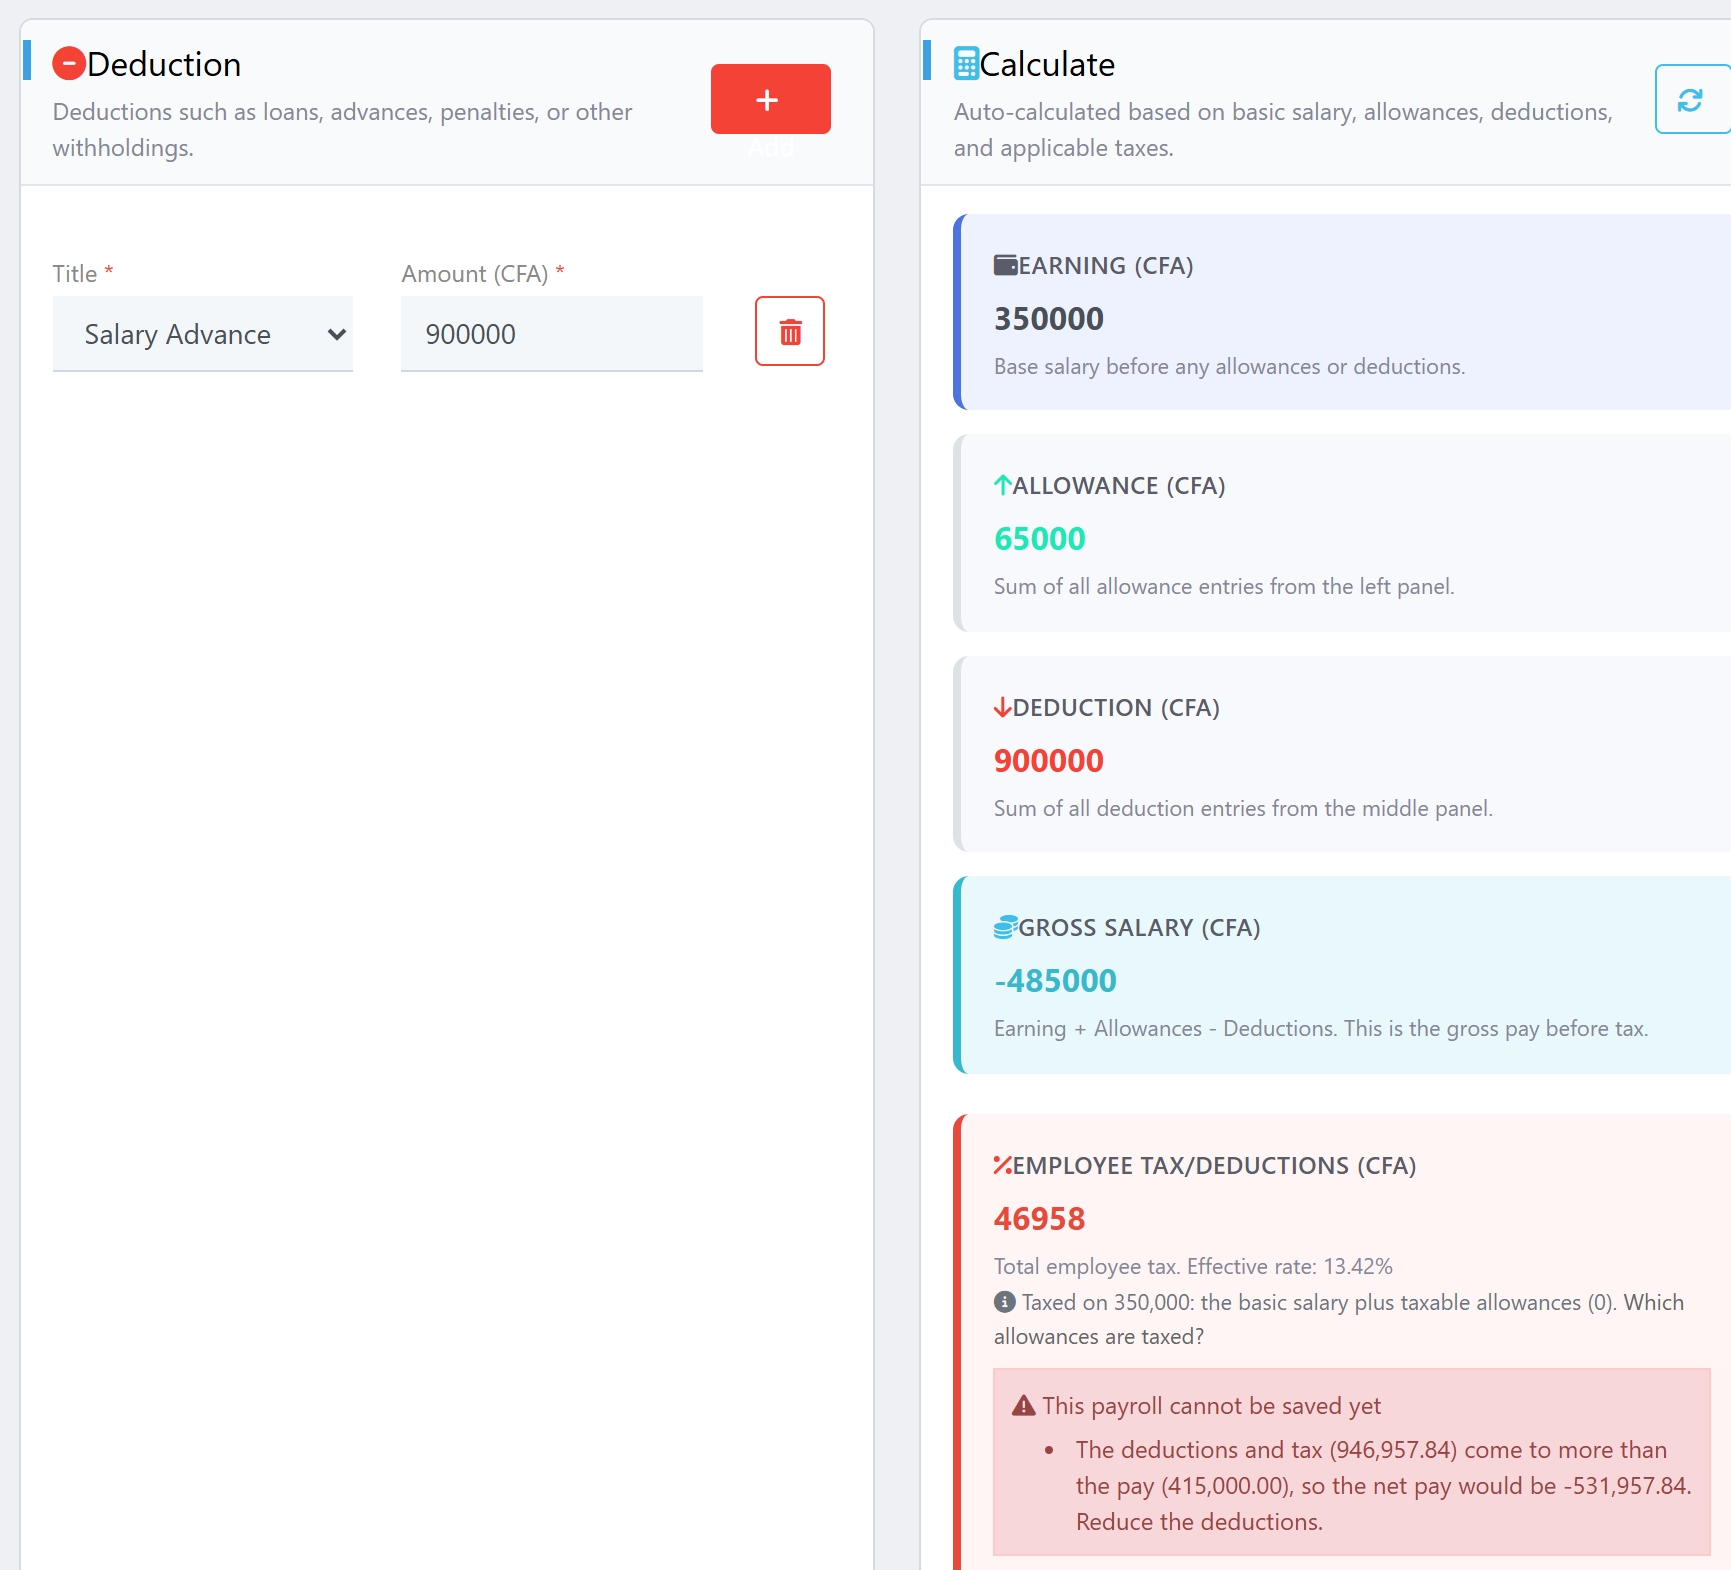 Deduction
Deductions such as loans, advances, penalties, or other
withholdings.
Add
Title *
Amount (CFA) *
Salary Advance
900000
Calculate
Auto-calculated based on basic salary, allowances, deductions,
and applicable taxes.
EARNING (CFA)
350000
Base salary before any allowances or deductions.
ALLOWANCE (CFA)
65000
Sum of all allowance entries from the left panel.
DEDUCTION (CFA)
900000
Sum of all deduction entries from the middle panel.
GROSS SALARY (CFA)
-485000
Earning + Allowances - Deductions. This is the gross pay before tax.
EMPLOYEE TAX/DEDUCTIONS (CFA)
46958
Total employee tax. Effective rate: 13.42%
Taxed on 350,000: the basic salary plus taxable allowances (0). Which
allowances are taxed?
This payroll cannot be saved yet
• The deductions and tax (946,957.84) come to more than
the pay (415,000.00), so the net pay would be -531,957.84.
Reduce the deductions.